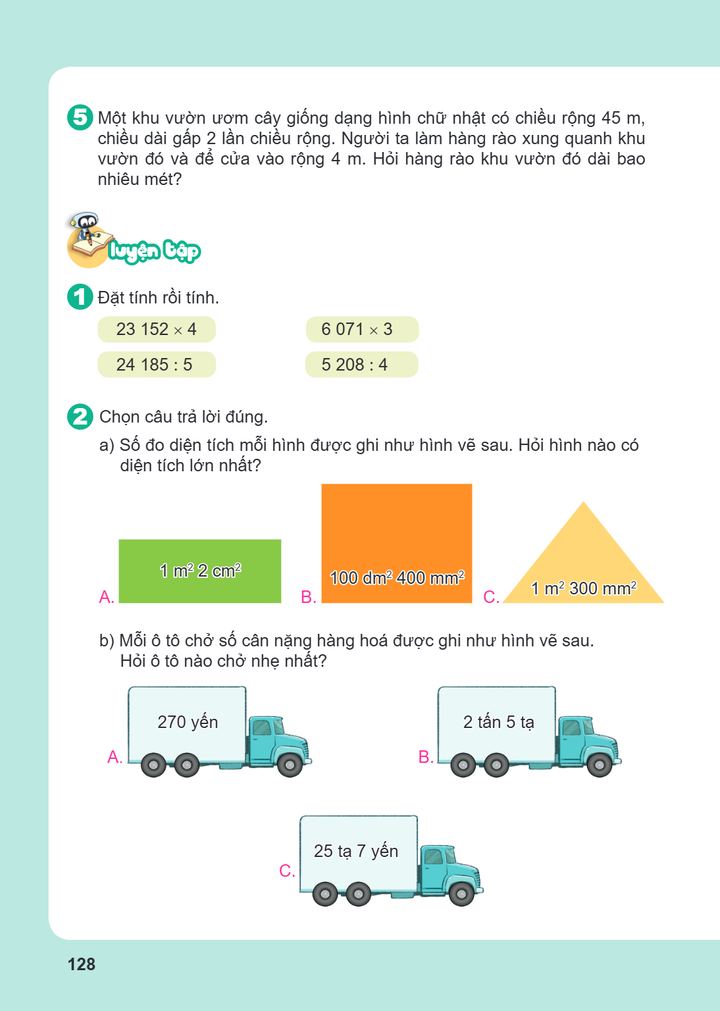 5 Một khu vườn ươm cây giống dạng hình chữ nhật có chiều rộng 45 m,
chiều dài gấp 2 lần chiều rộng. Người ta làm hàng rào xung quanh khu
vườn đó và để cửa vào rộng 4 m. Hỏi hàng rào khu vườn đó dài bao
nhiêu mét?
luyện tập
1 Đặt tính rồi tính.
23 152 × 4
6 071 × 3
24 185 : 5
5 208 : 4
2 Chọn câu trả lời đúng.
a) Số đo diện tích mỗi hình được ghi như hình vẽ sau. Hỏi hình nào có
diện tích lớn nhất?
A. 1 m² 2 cm²
B. 100 dm² 400 mm²
C. 1 m² 300 mm²
b) Mỗi ô tô chở số cân nặng hàng hoá được ghi như hình vẽ sau.
Hỏi ô tô nào chở nhẹ nhất?
A. 270 yến
B. 2 tấn 5 tạ
C. 25 tạ 7 yến
128